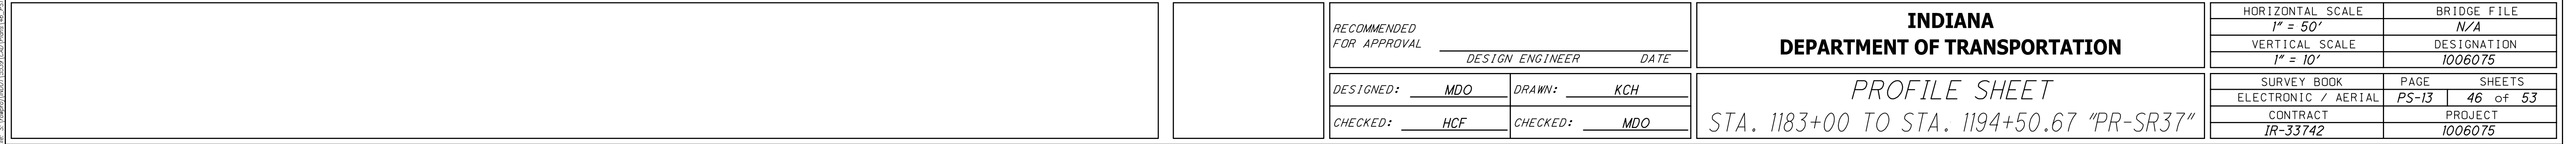 RECOMMENDED
FOR APPROVAL
DESIGN ENGINEER DATE
DESIGNED: MDO DRAWN: KCH
CHECKED: HCF CHECKED: MDO
INDIANA
DEPARTMENT OF TRANSPORTATION
PROFILE SHEET
STA. 1183+00 TO STA. 1194+50.67 "PR-SR37"
HORIZONTAL SCALE BRIDGE FILE
1" = 50' N/A
VERTICAL SCALE DESIGNATION
1" = 10' 1006075
SURVEY BOOK PAGE SHEETS
ELECTRONIC / AERIAL PS-13 46 of 53
CONTRACT PROJECT
IR-33742 1006075